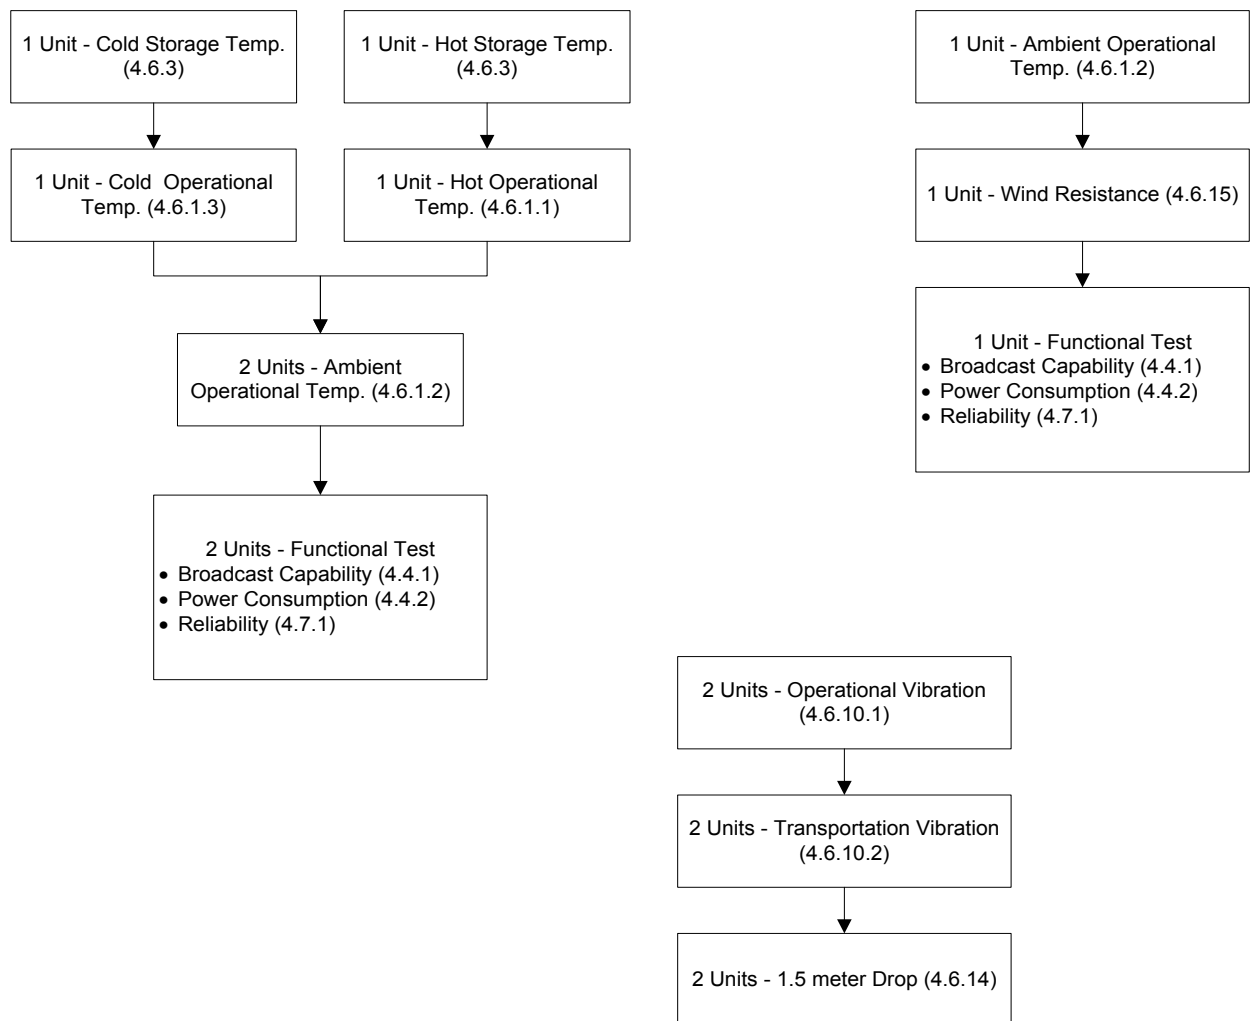 1 Unit - Cold Storage Temp.
(4.6.3)
1 Unit - Hot Storage Temp.
(4.6.3)
1 Unit - Ambient Operational
Temp. (4.6.1.2)
1 Unit - Cold  Operational
Temp. (4.6.1.3)
1 Unit - Hot Operational
Temp. (4.6.1.1)
1 Unit - Wind Resistance (4.6.15)
2 Units - Ambient
Operational Temp. (4.6.1.2)
1 Unit - Functional Test
• Broadcast Capability (4.4.1)
• Power Consumption (4.4.2)
• Reliability (4.7.1)
2 Units - Functional Test
• Broadcast Capability (4.4.1)
• Power Consumption (4.4.2)
• Reliability (4.7.1)
2 Units - Operational Vibration
(4.6.10.1)
2 Units - Transportation Vibration
(4.6.10.2)
2 Units - 1.5 meter Drop (4.6.14)